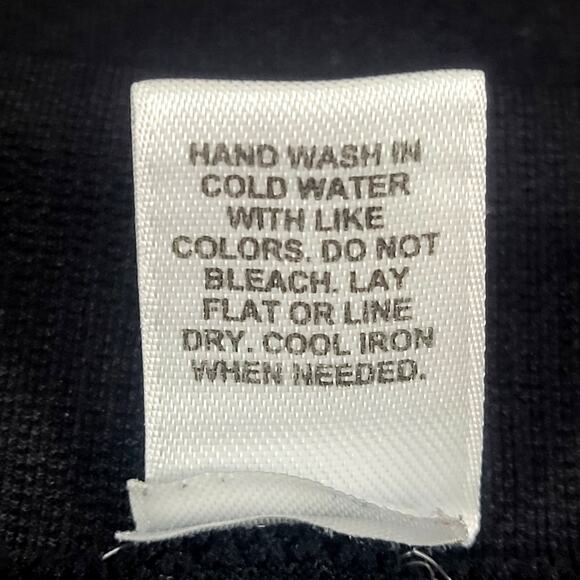 HAND WASH IN
COLD WATER
WITH LIKE
COLORS. DO NOT
BLEACH. LAY
FLAT OR LINE
DRY. COOL IRON
WHEN NEEDED.